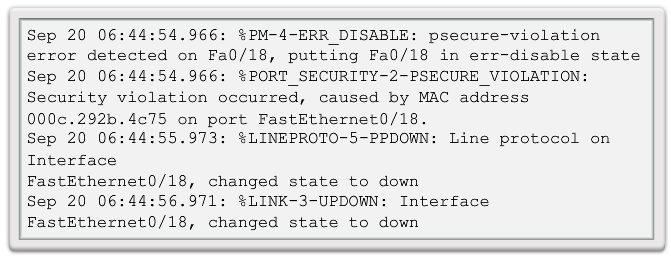 Sep 20 06:44:54.966: %PM-4-ERR_DISABLE: psecure-violation
error detected on Fa0/18, putting Fa0/18 in err-disable state
Sep 20 06:44:54.966: %PORT_SECURITY-2-PSECURE_VIOLATION:
Security violation occurred, caused by MAC address
000c.292b.4c75 on port FastEthernet0/18.
Sep 20 06:44:55.973: %LINEPROTO-5-PPDOWN: Line protocol on
Interface
FastEthernet0/18, changed state to down
Sep 20 06:44:56.971: %LINK-3-UPDOWN: Interface
FastEthernet0/18, changed state to down